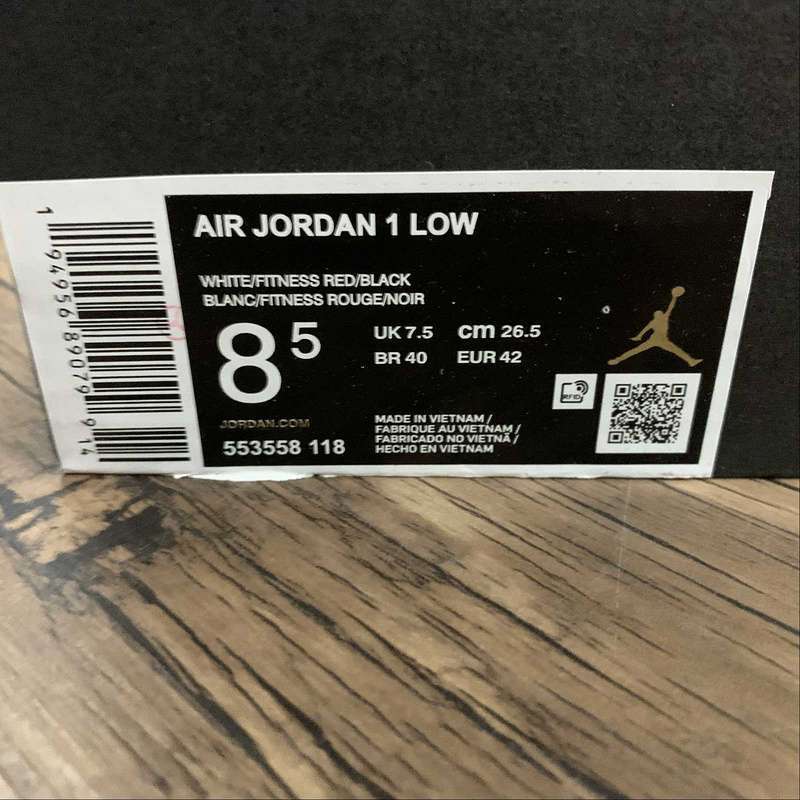 AIR JORDAN 1 LOW
WHITE/FITNESS RED/BLACK
BLANC/FITNESS ROUGE/NOIR
8 5
UK 7.5 cm 26.5
BR 40 EUR 42
JORDAN.COM
553558 118
MADE IN VIETNAM /
FABRIQUE AU VIETNAM /
FABRICADO NO VIETNÃ /
HECHO EN VIETNAM
RFID
1 94956 89079 9 14